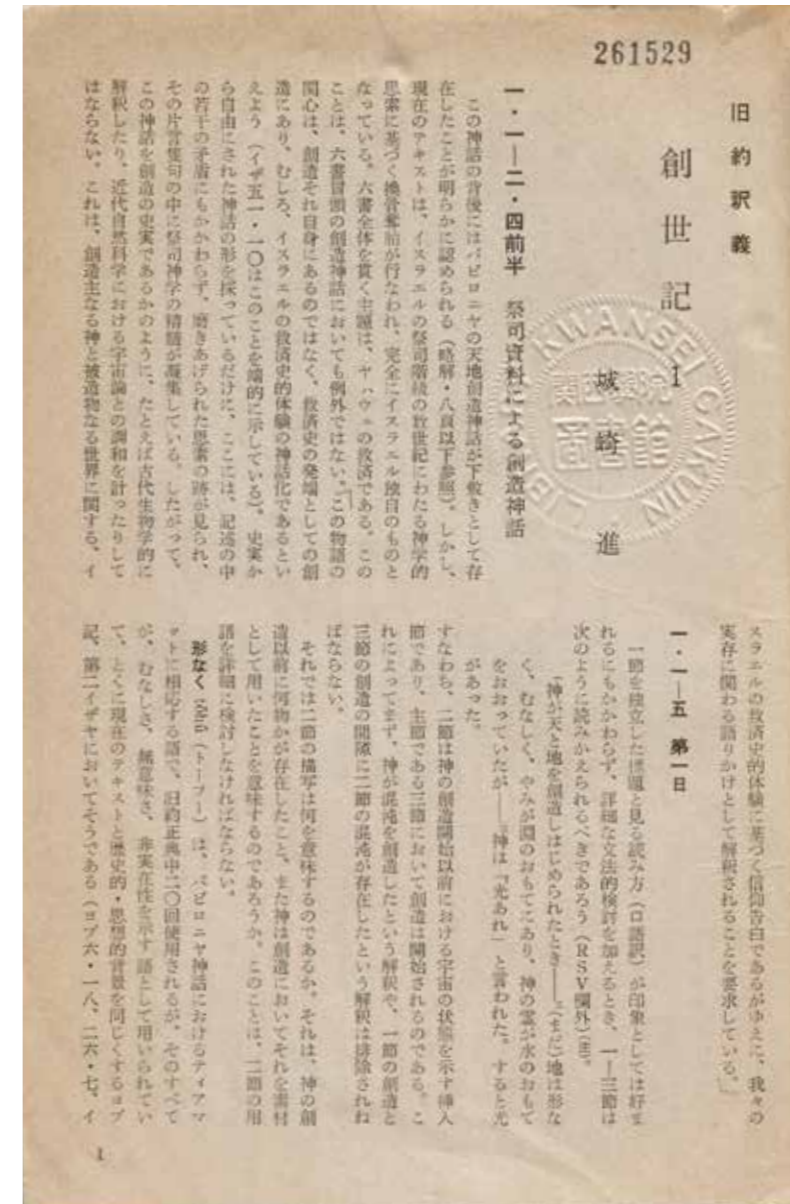 261529
旧約釈義
創世記 1
城崎 進
KWANSEI GAKUIN
一・一―二・四前半 祭司資料による創造神話
この神話の背後にはバビロニヤの天地創造神話が下敷きとして存
在したことが明らかに認められる（略解・八頁以下参照）。しかし、
現在のテキストは、イスラエルの祭司階級の数世紀にわたる神学的
思索に基づく換骨奪胎が行なわれ、完全にイスラエル独自のものと
なっている。六書全体を貫く主題は、ヤハウェの救済である。この
ことは、六書冒頭の創造神話においても例外ではない。「この物語の
関心は、創造それ自身にあるのではなく、救済史の発端としての創
造にあり、むしろ、イスラエルの救済史的体験の神話化であるとい
えよう（イザ五一・一〇はこのことを端的に示している）。史実か
ら自由にされた神話の形を採っているだけに、ここには、記述の中
の若干の矛盾にもかかわらず、磨きあげられた思索の跡が見られ、
その片言隻句の中に祭司神学の精髄が凝集している。したがって、
この神話を創造の史実であるかのように、たとえば古代生物学的に
解釈したり、近代自然科学における宇宙論との調和を計ったりして
はならない。これは、創造主なる神と被造物なる世界に関する、イ
スラエルの救済史的体験に基づく信仰告白であるがゆえに、我々の
実存に関わる語りかけとして解釈されることを要求している。」
一・一―五 第一日
一節を独立した標題と見る読み方（口語訳）が印象としては好ま
れるにもかかわらず、詳細な文法的検討を加えるとき、一―三節は
次のように読みかえられるべきであろう（RSV欄外）（注）。
「神が天と地を創造しはじめられたとき――（まだ）地は形な
く、むなしく、やみが淵のおもてにあり、神の霊が水のおもて
をおおっていたが――神は「光あれ」と言われた。すると光
があった。
すなわち、二節は神の創造開始以前における宇宙の状態を示す挿入
節であり、主節である三節において創造は開始されるのである。こ
れによってまず、神が混沌を創造したという解釈や、一節の創造と
三節の創造の間隙に二節の混沌が存在したという解釈は排除されね
ばならない。
それでは二節の描写は何を意味するのであるか。それは、神の創
造以前に何物かが存在したこと、また神は創造においてそれを素材
として用いたことを意味するのであろうか。このことは、二節の用
語を詳細に検討しなければならない。
形なく （トーフー）は、バビロニヤ神話におけるティアマ
ットに相応する語で、旧約正典中二〇回使用されるが、そのすべて
が、むなしさ、無意味さ、非実在性を示す語として用いられてい
て、とくに現在のテキストと歴史的・思想的背景を同じくするヨブ
記、第二イザヤにおいてそうである（ヨブ六・一八、二六・七、イ
1